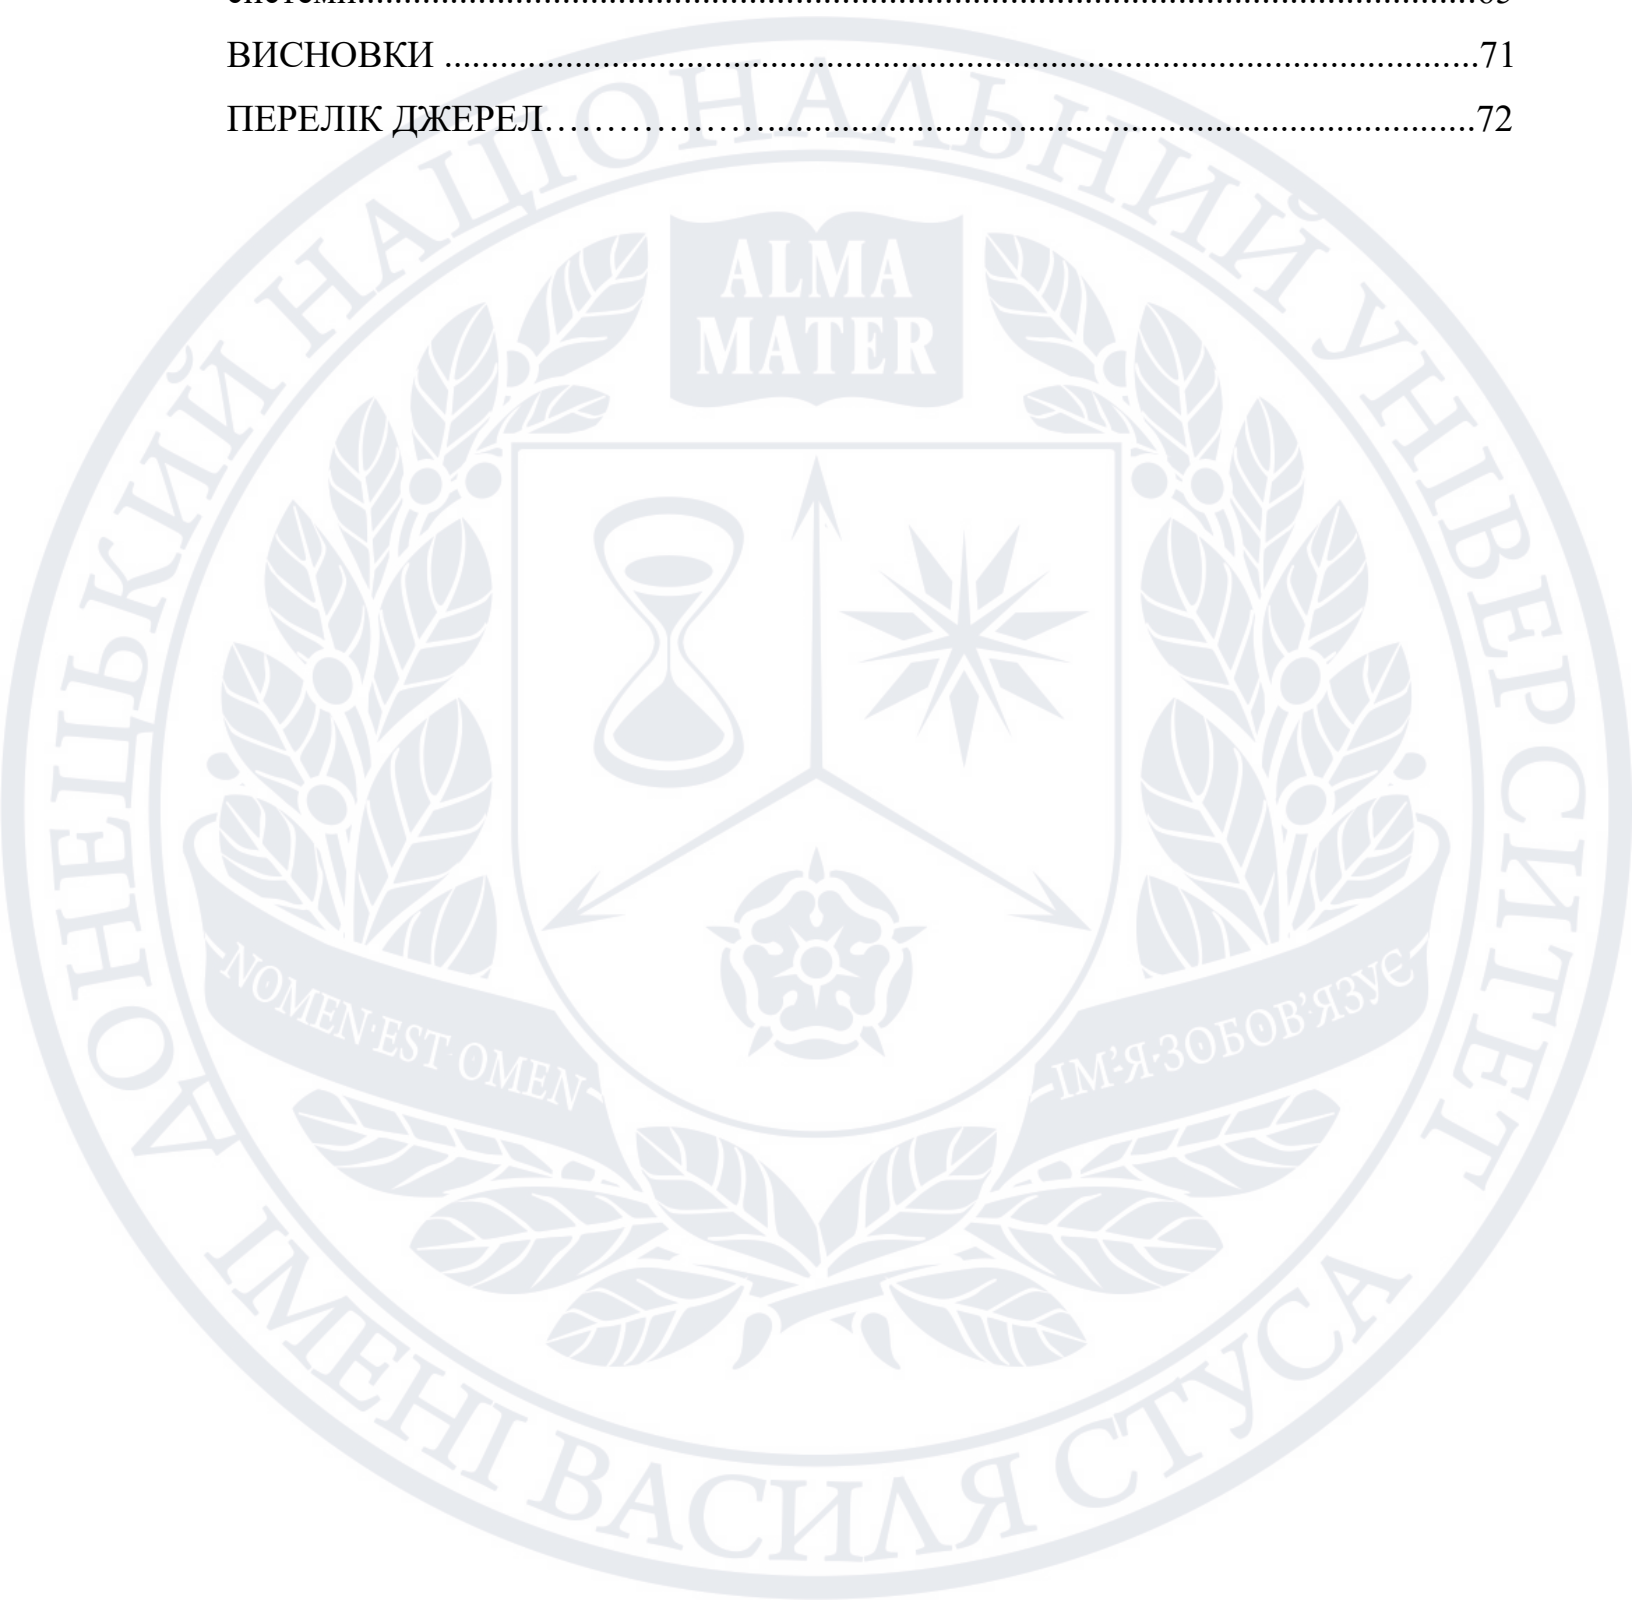 системи....................................................................................................................
ВИСНОВКИ ...............................................................................................................71
ПЕРЕЛІК ДЖЕРЕЛ…………………...........................................................................72
ДОНЕЦЬКИЙ НАЦІОНАЛЬНИЙ УНІВЕРСИТЕТ
ALMA
MATER
NOMEN·EST·OMEN
ІМ'Я·ЗОБОВ'ЯЗУЄ
ІМЕНІ ВАСИЛЯ СТУСА